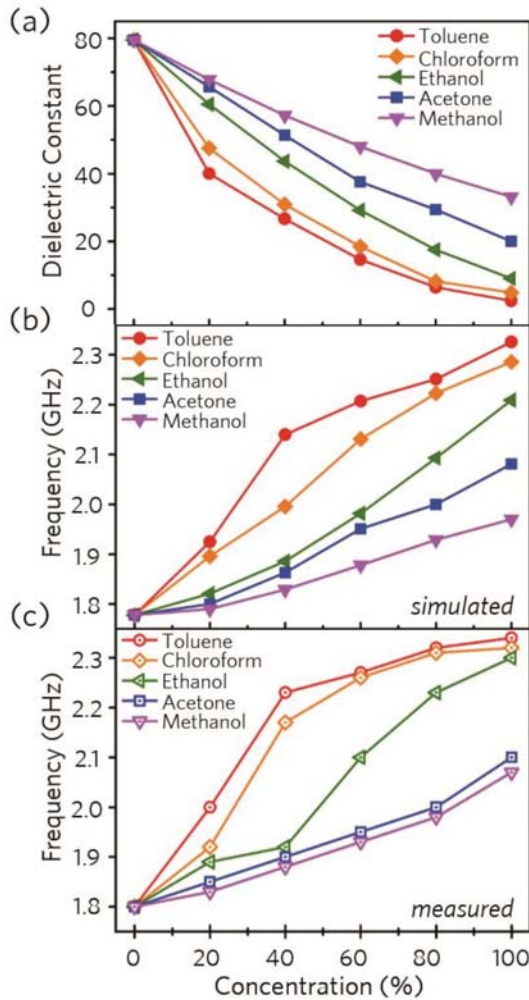 (a)
80
60
40
20
0
Dielectric Constant
Toluene
Chloroform
Ethanol
Acetone
Methanol
(b)
2.3
2.2
2.1
2.0
1.9
1.8
Frequency (GHz)
Toluene
Chloroform
Ethanol
Acetone
Methanol
simulated
(c)
2.3
2.2
2.1
2.0
1.9
1.8
Frequency (GHz)
Toluene
Chloroform
Ethanol
Acetone
Methanol
measured
0 20 40 60 80 100
Concentration (%)